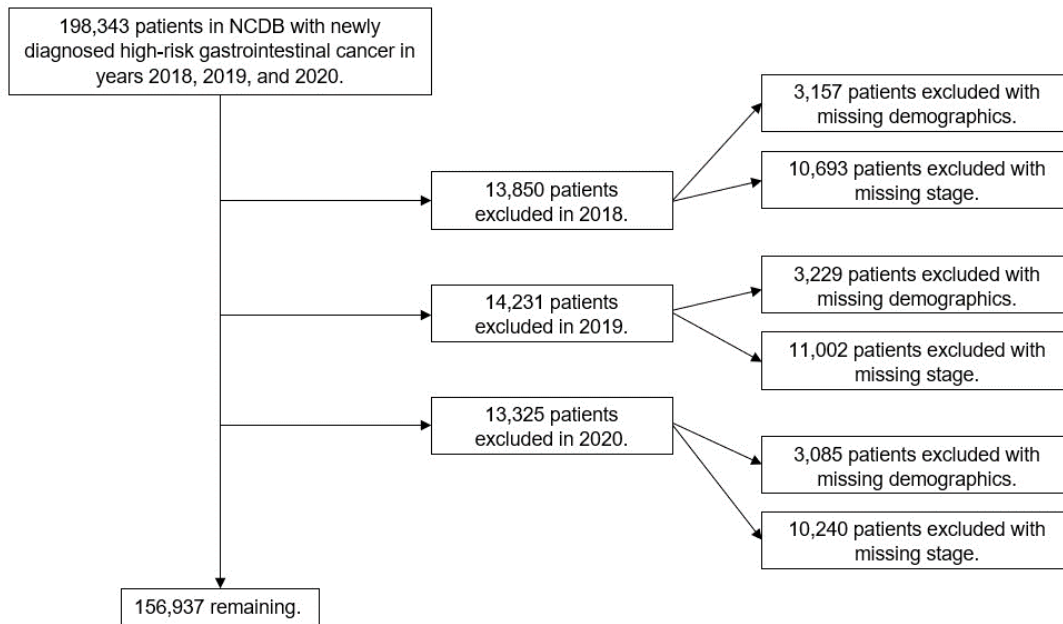 198,343 patients in NCDB with newly
diagnosed high-risk gastrointestinal cancer in
years 2018, 2019, and 2020.
3,157 patients excluded with
missing demographics.
13,850 patients
excluded in 2018.
10,693 patients excluded with
missing stage.
3,229 patients excluded with
missing demographics.
14,231 patients
excluded in 2019.
11,002 patients excluded with
missing stage.
13,325 patients
excluded in 2020.
3,085 patients excluded with
missing demographics.
10,240 patients excluded with
missing stage.
156,937 remaining.